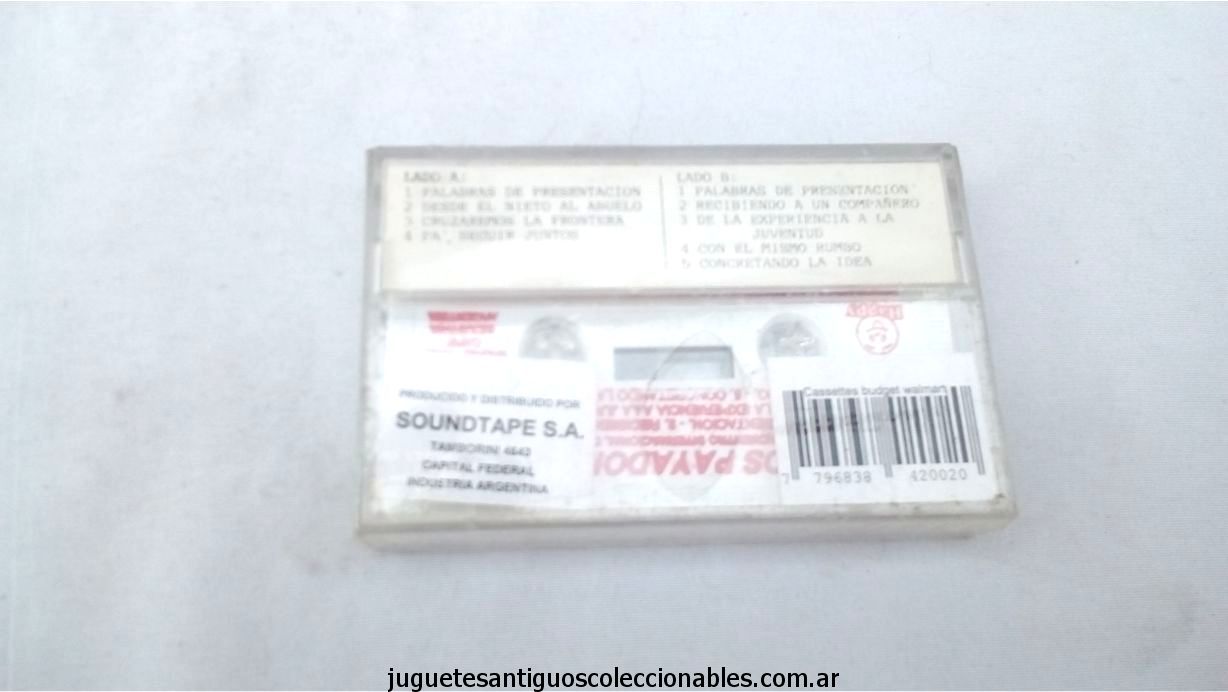 LADO A:
1 PALABRAS DE PRESENTACION
2 DESDE EL NIETO AL ABUELO
3 CRUZAREMOS LA FRONTERA
4 PA' SEGUIR JUNTOS
LADO B:
1 PALABRAS DE PRESENTACION
2 RECIBIENDO A UN COMPAÑERO
3 DE LA EXPERIENCIA A LA
JUVENTUD
4 CON EL MISMO RUMBO
5 CONCRETANDO LA IDEA
Happy
PRODUCIDO Y DISTRIBUIDO POR
SOUNDTAPE S.A.
TAMBORINI 4643
CAPITAL FEDERAL
INDUSTRIA ARGENTINA
OS PAYADO
Cassettes budget walmart
7 796838 420020
juguetesantiguoscoleccionables.com.ar